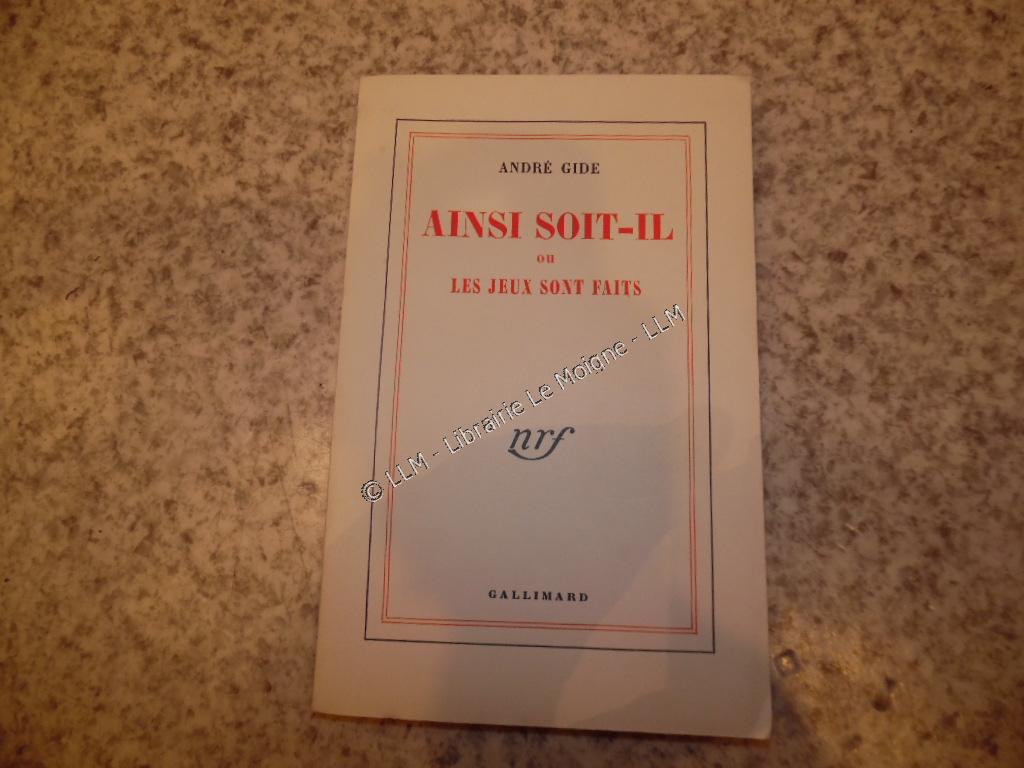 ANDRÉ GIDE
AINSI SOIT-IL
ou
LES JEUX SONT FAITS
© LLM - Librairie Le Moigne - LLM
nrf
GALLIMARD